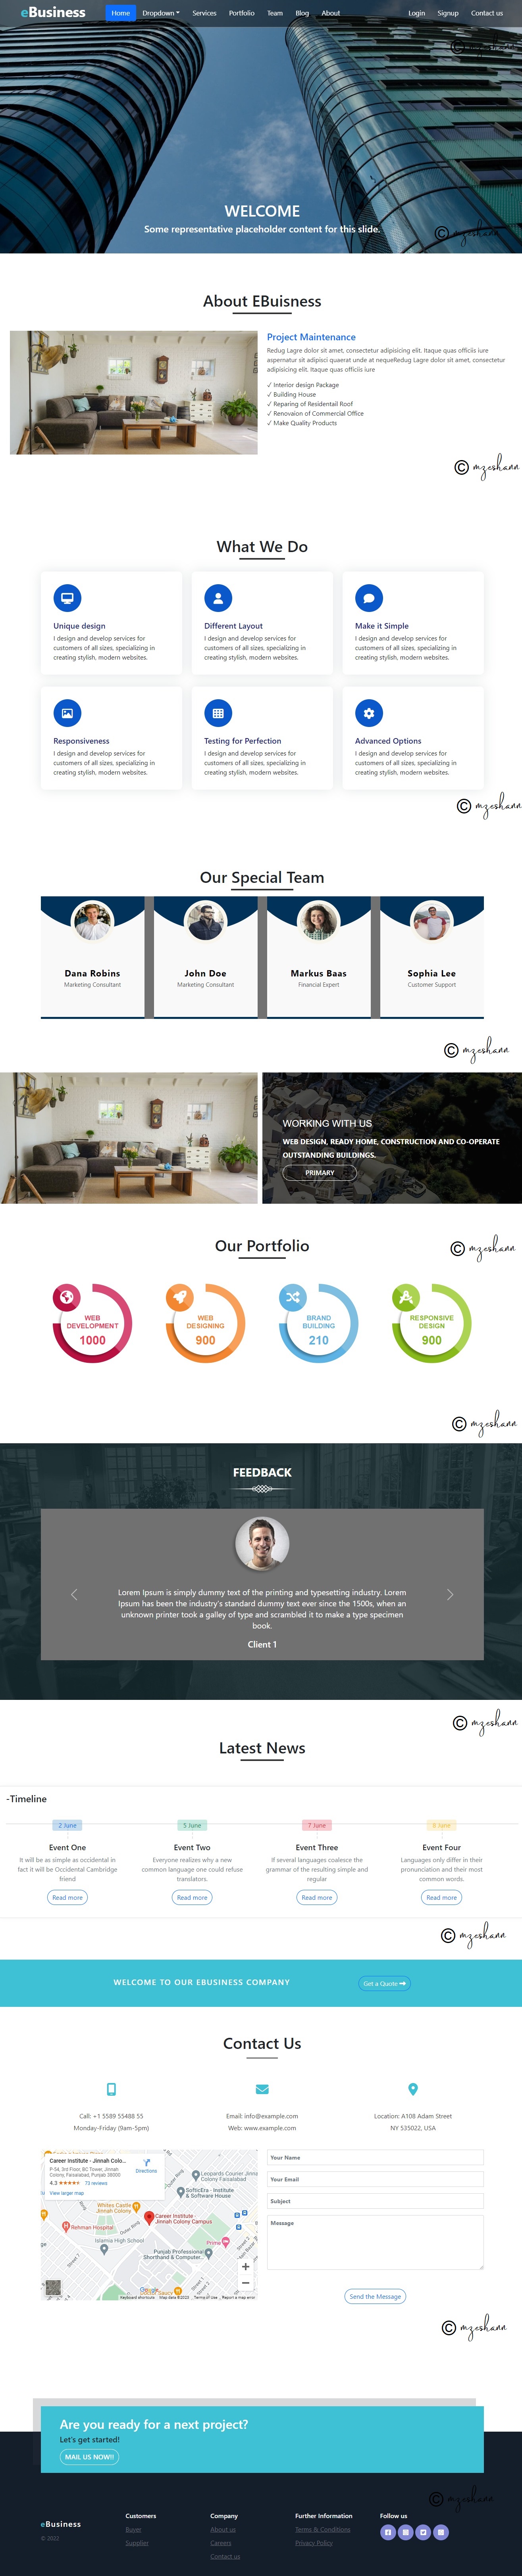 eBusiness Home Dropdown Services Portfolio Team Blog About Login Signup Contact us
© mzeshann
© mzeshann
WELCOME
Some representative placeholder content for this slide.
About EBuisness
Project Maintenance
Redug Lagre dolor sit amet, consectetur adipisicing elit. Itaque quas officiis iure
aspernatur sit adipisci quaerat unde at nequeRedug Lagre dolor sit amet, consectetur
adipisicing elit. Itaque quas officiis iure
✓ Interior design Package
✓ Building House
✓ Reparing of Residentail Roof
✓ Renovaion of Commercial Office
✓ Make Quality Products
© mzeshann
What We Do
Unique design
I design and develop services for
customers of all sizes, specializing in
creating stylish, modern websites.
Different Layout
I design and develop services for
customers of all sizes, specializing in
creating stylish, modern websites.
Make it Simple
I design and develop services for
customers of all sizes, specializing in
creating stylish, modern websites.
Responsiveness
I design and develop services for
customers of all sizes, specializing in
creating stylish, modern websites.
Testing for Perfection
I design and develop services for
customers of all sizes, specializing in
creating stylish, modern websites.
Advanced Options
I design and develop services for
customers of all sizes, specializing in
creating stylish, modern websites.
© mzeshann
Our Special Team
Dana Robins
Marketing Consultant
John Doe
Marketing Consultant
Markus Baas
Financial Expert
Sophia Lee
Customer Support
© mzeshann
WORKING WITH US
WEB DESIGN, READY HOME, CONSTRUCTION AND CO-OPERATE
OUTSTANDING BUILDINGS.
PRIMARY
Our Portfolio
© mzeshann
WEB
DEVELOPMENT
1000
WEB
DESIGNING
900
BRAND
BUILDING
210
RESPONSIVE
DESIGN
900
© mzeshann
FEEDBACK
Lorem Ipsum is simply dummy text of the printing and typesetting industry. Lorem
Ipsum has been the industry's standard dummy text ever since the 1500s, when an
unknown printer took a galley of type and scrambled it to make a type specimen
book.
Client 1
© mzeshann
Latest News
-Timeline
2 June
Event One
It will be as simple as occidental in
fact it will be Occidental Cambridge
friend
Read more
5 June
Event Two
Everyone realizes why a new
common language one could refuse
translators.
Read more
7 June
Event Three
If several languages coalesce the
grammar of the resulting simple and
regular
Read more
8 June
Event Four
Languages only differ in their
pronunciation and their most
common words.
Read more
© mzeshann
WELCOME TO OUR EBUSINESS COMPANY
Get a Quote
Contact Us
Call: +1 5589 55488 55
Monday-Friday (9am-5pm)
Email: info@example.com
Web: www.example.com
Location: A108 Adam Street
NY 535022, USA
Career Institute - Jinnah Colo...
P-54, 3rd Floor, BC Tower, Jinnah
Colony, Faisalabad, Punjab 38000
4.3 ★★★★★ 73 reviews
View larger map
Directions
Leopards Courier Jinnah
Colony Faisalabad
SofticEra - Institute
& Software House
Whites Castle
Marketing
Career Institute -
Jinnah Colony Campus
Rehman Hospital
Islamia High School
Prime
Punjab Professional
Shorthand & Computer...
Google
Keyboard shortcuts Map data ©2023 Terms of Use Report a map error
Your Name
Your Email
Subject
Message
Send the Message
© mzeshann
Are you ready for a next project?
Let's get started!
MAIL US NOW!!
© mzeshann
eBusiness
© 2022
Customers
Buyer
Supplier
Company
About us
Careers
Contact us
Further Information
Terms & Conditions
Privacy Policy
Follow us